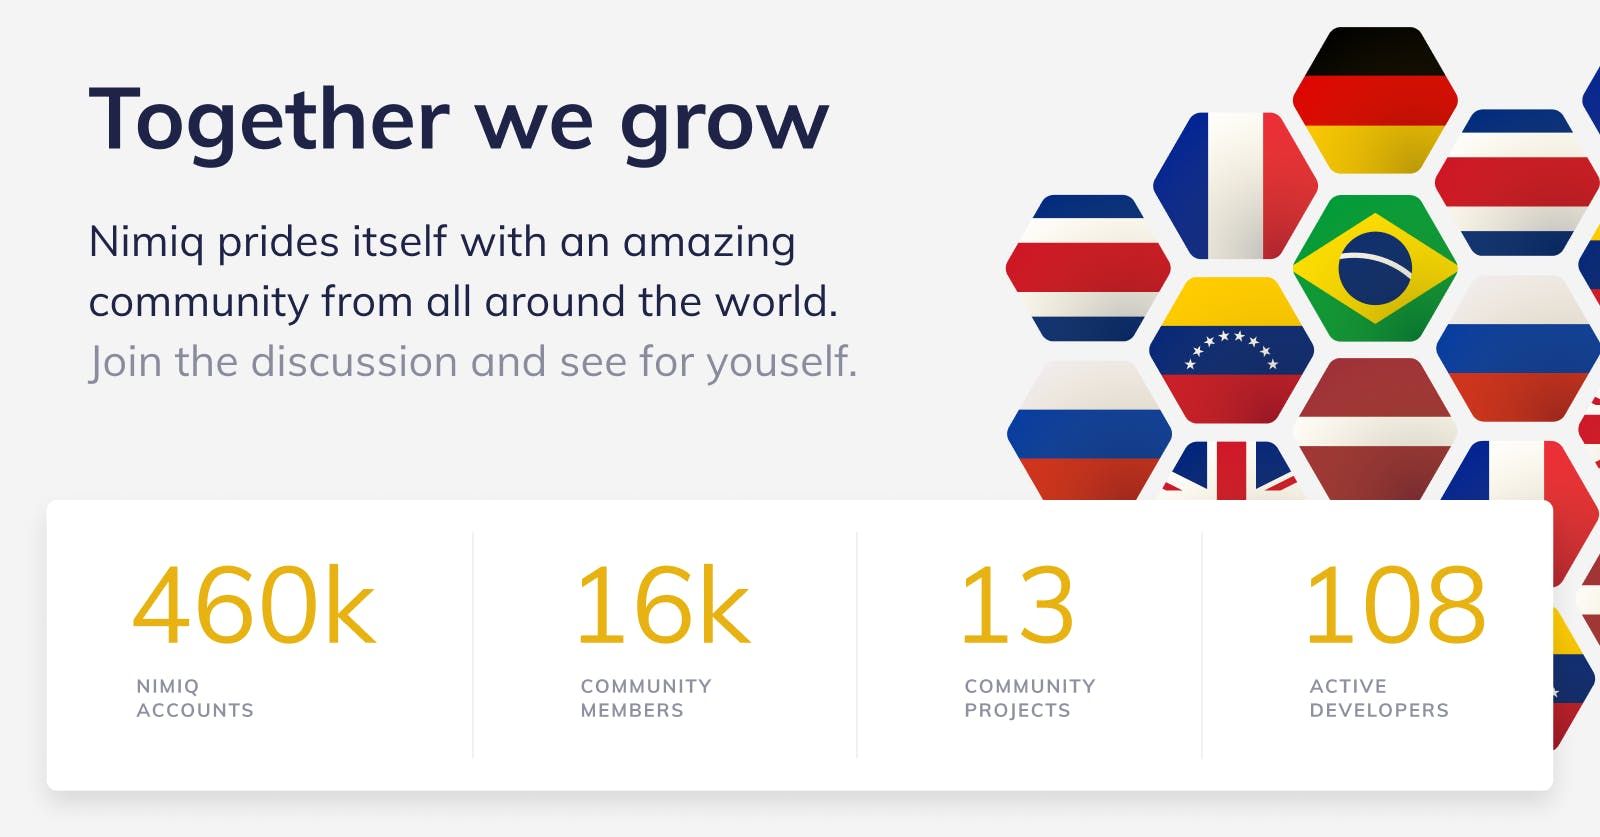 Together we grow
Nimiq prides itself with an amazing
community from all around the world.
Join the discussion and see for youself.
460k
NIMIQ
ACCOUNTS
16k
COMMUNITY
MEMBERS
13
COMMUNITY
PROJECTS
108
ACTIVE
DEVELOPERS